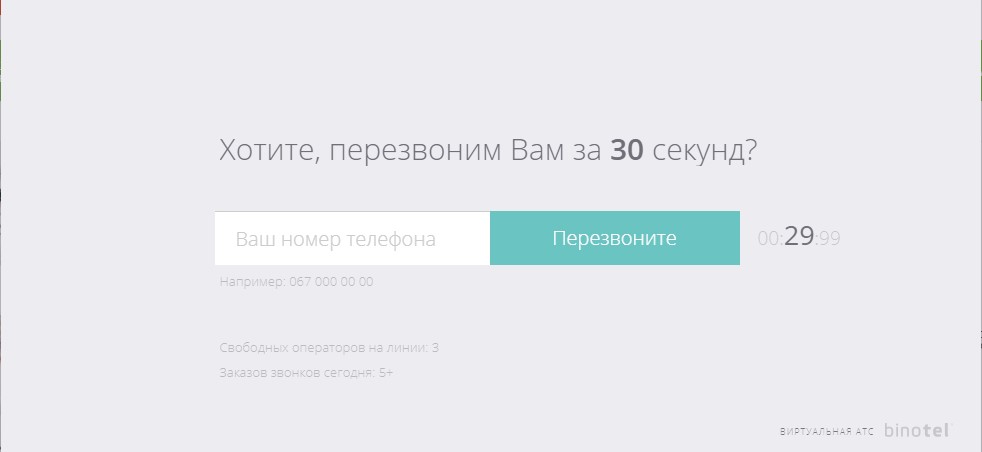 Хотите, перезвоним Вам за 30 секунд?
Ваш номер телефона Перезвоните 00:29:99
Например: 067 000 00 00
Свободных операторов на линии: 3
Заказов звонков сегодня: 5+
ВИРТУАЛЬНАЯ АТС binotel